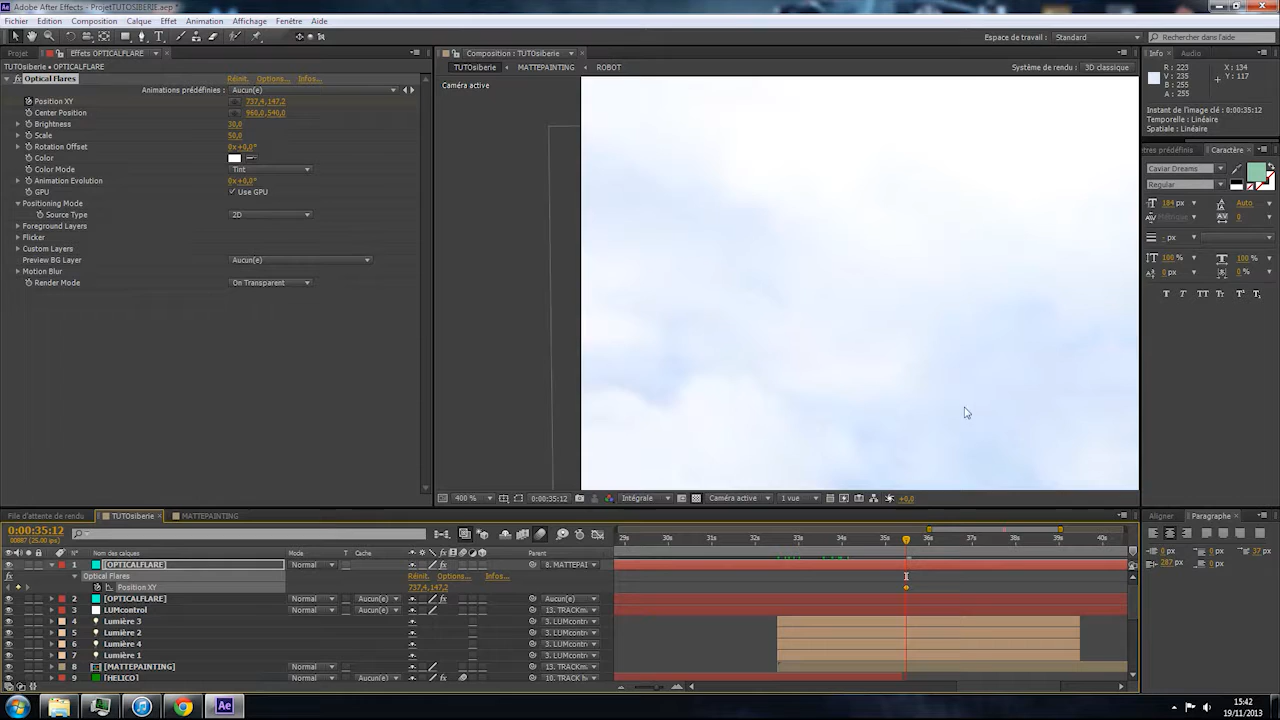 Adobe After Effects - ProjetTUTOSIBERIE.aep *
Fichier Edition Composition Calque Effet Animation Affichage Fenêtre Aide
Espace de travail : Standard Rechercher dans l'aide
Projet Effets OPTICALFLARE
TUTOsiberie • OPTICALFLARE
Optical Flares Réinit. Options... Infos...
Animations prédéfinies : Aucun(e)
Position XY 737,4,147,2
Center Position 960,0,540,0
Brightness 30,0
Scale 50,0
Rotation Offset 0x+0,0°
Color
Color Mode Tint
Animation Evolution 0x+0,0°
GPU Use GPU
Positioning Mode
Source Type 2D
Foreground Layers
Flicker
Custom Layers
Preview BG Layer Aucun(e)
Motion Blur
Render Mode On Transparent
Composition : TUTOsiberie
TUTOsiberie MATTEPAINTING ROBOT
Système de rendu : 3D classique
Caméra active
400 % 0:00:35:12 Intégrale Caméra active 1 vue +0,0
Info Audio
R : 223
V : 235
B : 255
A : 255
X : 134
Y : 117
Instant de l'image clé : 0:00:35:12
Temporelle : Linéaire
Spatiale : Linéaire
tres prédéfinis Caractère
Caviar Dreams
Regular
184 px Auto
Métrique 0
- px
100 % 100 %
0 px 0 %
T T TT Tr T¹ T₁
Aligner Paragraphe
0 px 0 px 37 px
287 px 0 px
File d'attente de rendu TUTOsiberie MATTEPAINTING
0:00:35:12
00887 (25.00 fps)
N° Nom des calques Mode T Cache Parent
29s 30s 31s 32s 33s 34s 35s 36s 37s 38s 39s 40s
1 [OPTICALFLARE] Normal 8. MATTEPAI
Optical Flares Réinit. Options... Infos...
Position XY 737,4,147,2
2 [OPTICALFLARE] Normal Aucun(e) Aucun(e)
3 LUMcontrol Normal Aucun(e) 13. TRACKm
4 Lumière 3 3. LUMcontr
5 Lumière 2 3. LUMcontr
6 Lumière 4 3. LUMcontr
7 Lumière 1 3. LUMcontr
8 [MATTEPAINTING] Normal Aucun(e) 13. TRACKm
9 [HELICO] Normal Aucun(e) 10. TRACK h
15:42
19/11/2013